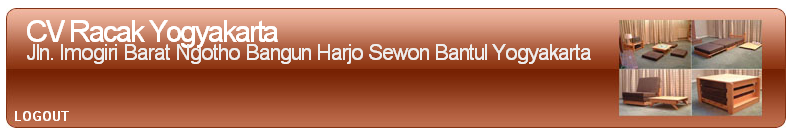 CV Racak Yogyakarta
Jln. Imogiri Barat Ngotho Bangun Harjo Sewon Bantul Yogyakarta
LOGOUT